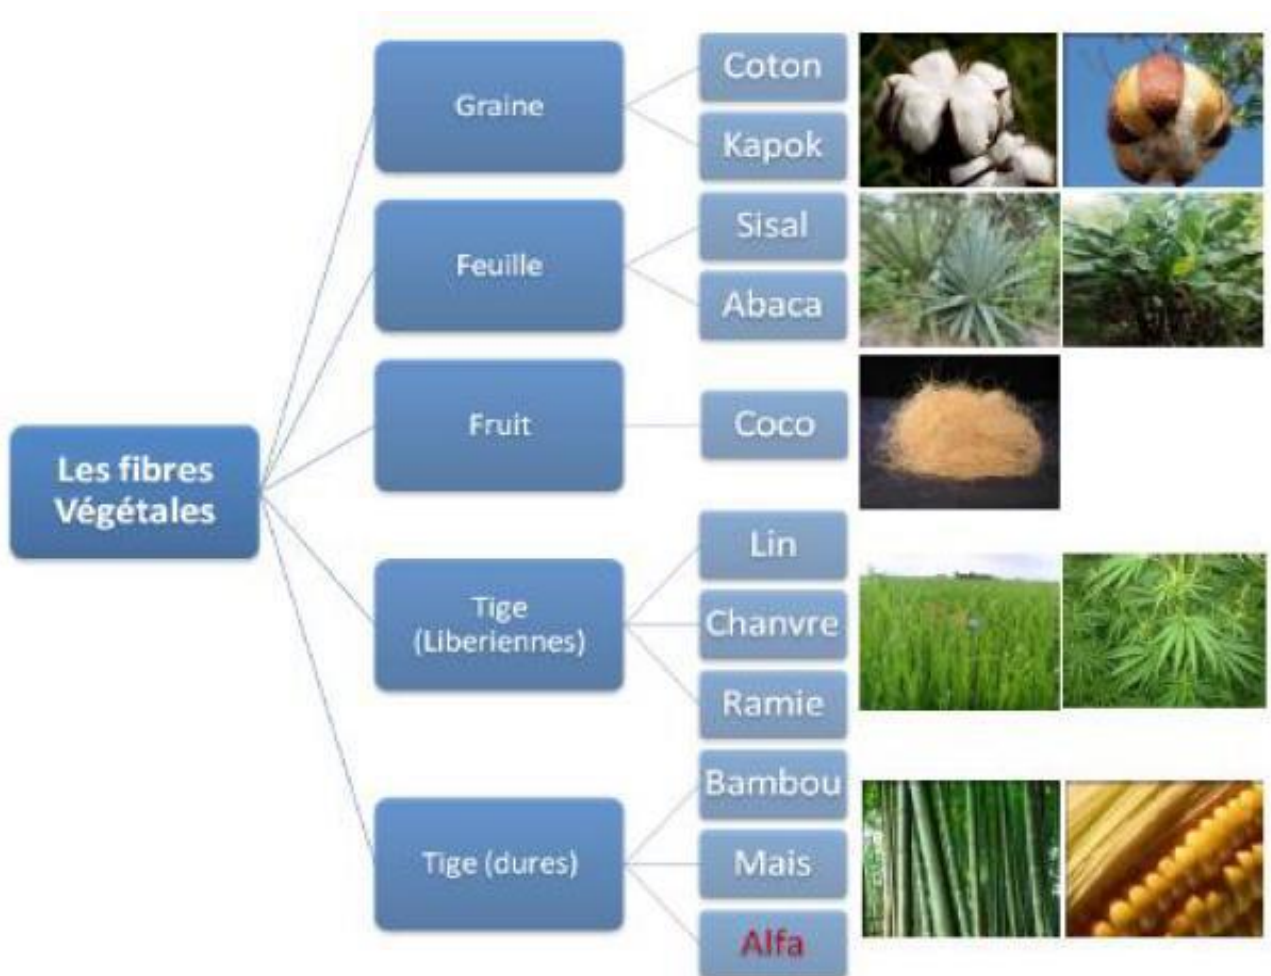 Les fibres
Végétales
Graine
Coton
Kapok
Feuille
Sisal
Abaca
Fruit
Coco
Tige
(Liberiennes)
Lin
Chanvre
Ramie
Tige (dures)
Bambou
Mais
Alfa